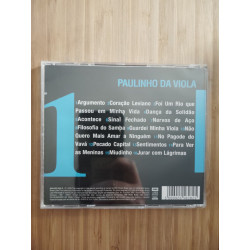 PAULINHO DA VIOLA
1
•Argumento •Coração Leviano •Foi Um Rio que
Passou em Minha Vida •Dança da Solidão
•Acontece •Sinal Fechado •Nervos de Aço
•Filosofia do Samba •Guardei Minha Viola •Não
Quero Mais Amar a Ninguém •No Pagode do
Vavá •Pecado Capital •Sentimentos •Para Ver
as Meninas •Miudinho •Jurar com Lágrimas